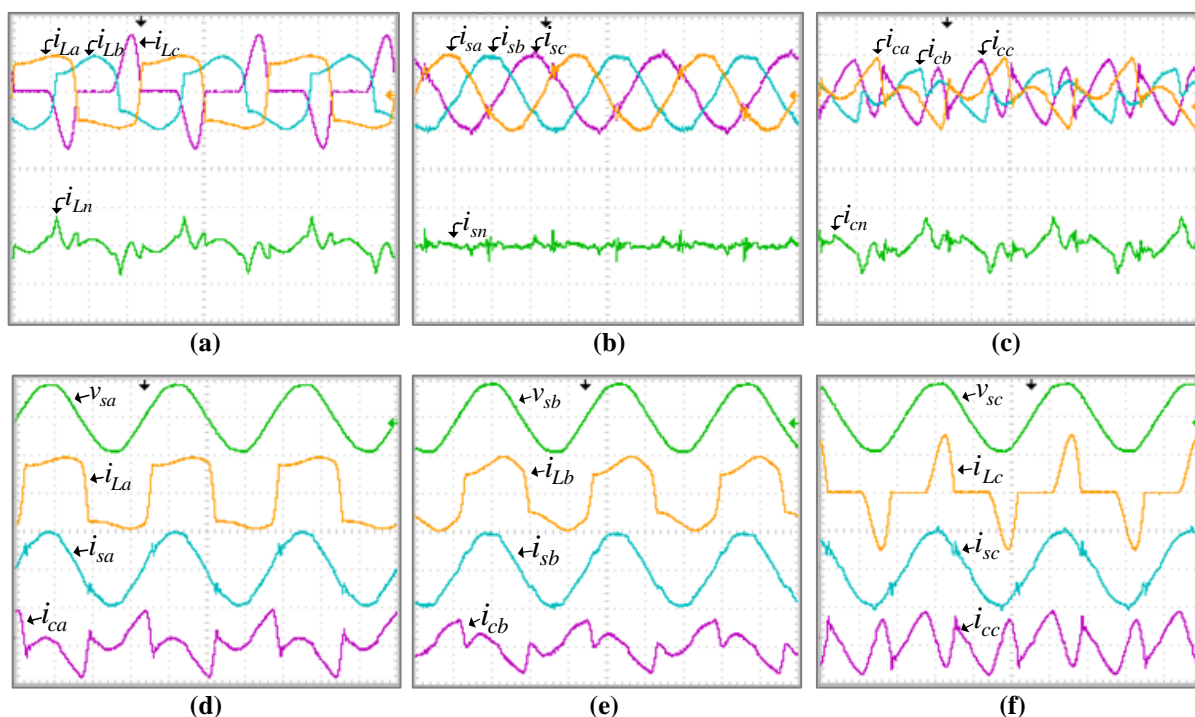 iLa iLb iLc
iLn
(a)
isa isb isc
isn
(b)
ica icb icc
icn
(c)
vsa
iLa
isa
ica
(d)
vsb
iLb
isb
icb
(e)
vsc
iLc
isc
icc
(f)